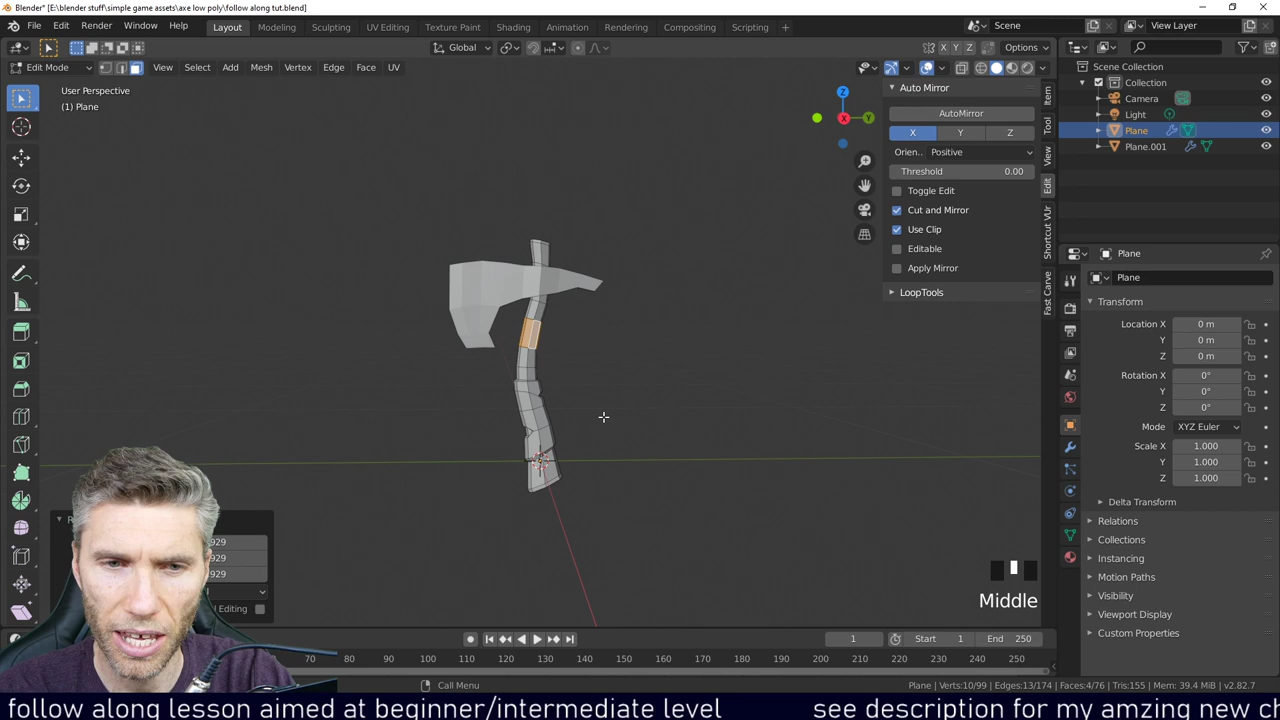 Blender* [E:\blender stuff\simple game assets\axe low poly\follow along tut.blend]
File Edit Render Window Help Layout Modeling Sculpting UV Editing Texture Paint Shading Animation Rendering Compositing Scripting Scene View Layer
Global Options
Edit Mode View Select Add Mesh Vertex Edge Face UV X Y Z
User Perspective
(1) Plane
Z
X
Y
Auto Mirror
AutoMirror
X Y Z
Orien.. Positive
Threshold 0.00
Toggle Edit
Cut and Mirror
Use Clip
Editable
Apply Mirror
LoopTools
Item
Tool
View
Edit
Shortcut VUr
Fast Carve
Scene Collection
Collection
Camera
Light
Plane
Plane.001
Plane
Plane
Transform
Location X 0 m
Y 0 m
Z 0 m
Rotation X 0°
Y 0°
Z 0°
Mode XYZ Euler
Scale X 1.000
Y 1.000
Z 1.000
Delta Transform
Relations
Collections
Instancing
Motion Paths
Visibility
Viewport Display
Custom Properties
929
929
929
Editing
Middle
1 Start 1 End 250
70 80 90 100 110 120 130 140 150 160 170 180 190 200 210 220 230 240 250
Call Menu
Plane | Verts:10/99 | Edges:13/174 | Faces:4/76 | Tris:155 | Mem: 39.4 MiB | v2.82.7
follow along lesson aimed at beginner/intermediate level see description for my amzing new c